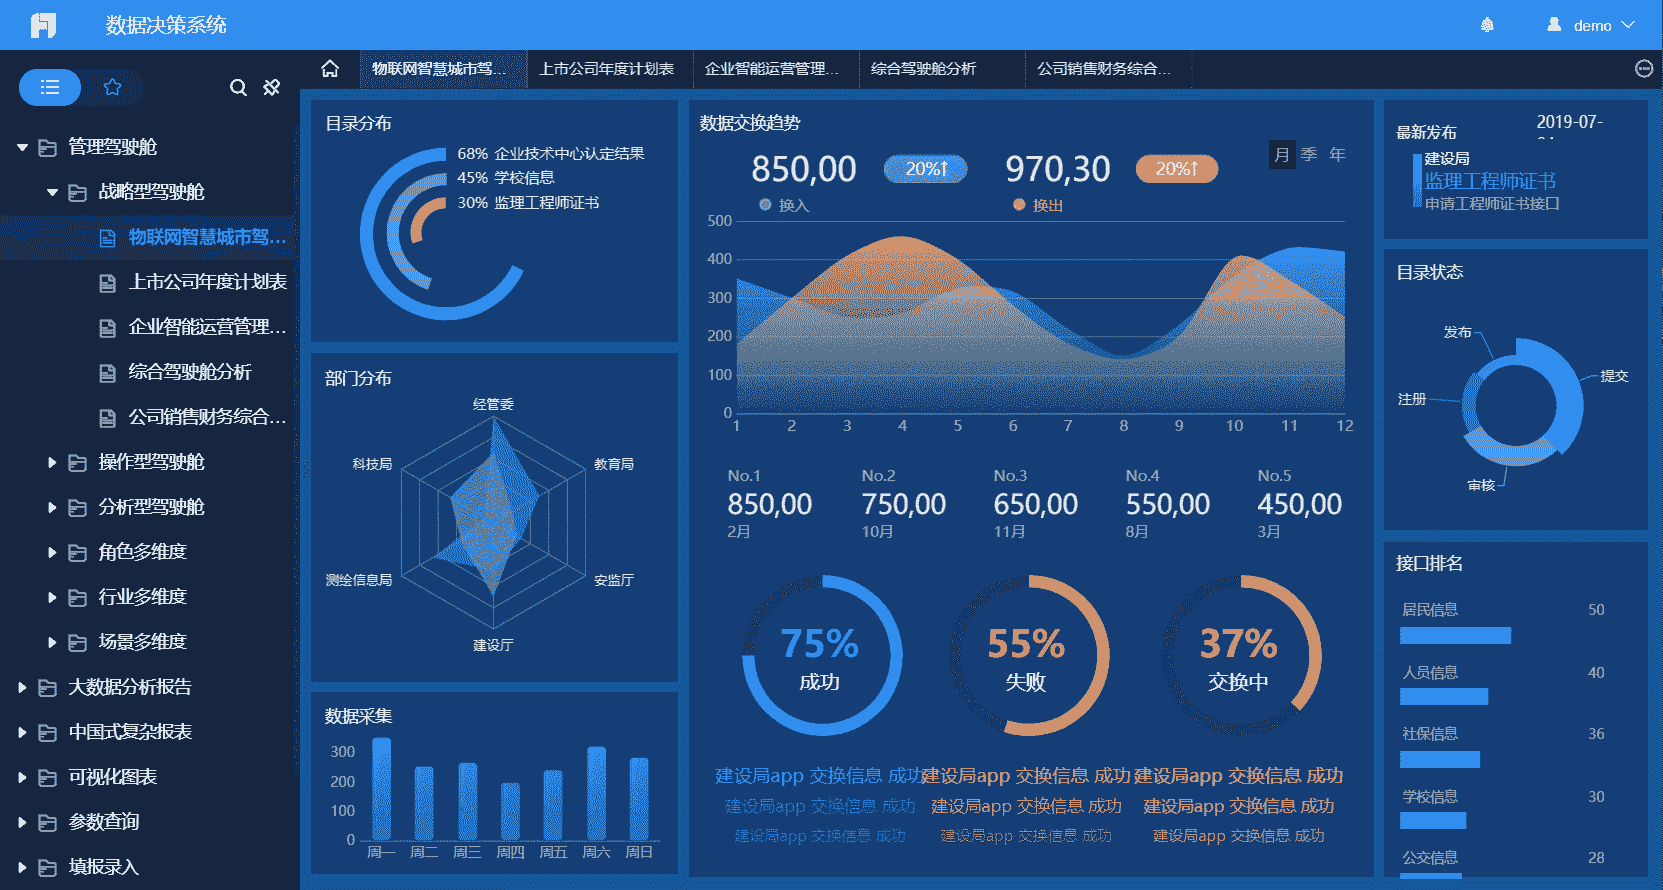 数据决策系统
demo
物联网智慧城市驾...
上市公司年度计划表
企业智能运营管理...
综合驾驶舱分析
公司销售财务综合...
管理驾驶舱
战略型驾驶舱
物联网智慧城市驾...
上市公司年度计划表
企业智能运营管理...
综合驾驶舱分析
公司销售财务综合...
操作型驾驶舱
分析型驾驶舱
角色多维度
行业多维度
场景多维度
大数据分析报告
中国式复杂报表
可视化图表
参数查询
填报录入
目录分布
68% 企业技术中心认定结果
45% 学校信息
30% 监理工程师证书
部门分布
经管委
科技局
教育局
测绘信息局
安监厅
建设厅
数据采集
300
200
100
0
周一 周二 周三 周四 周五 周六 周日
数据交换趋势
850,00 20%↑ 970,30 20%↑
月 季 年
换入 换出
500
400
300
200
100
0
1 2 3 4 5 6 7 8 9 10 11 12
No.1 No.2 No.3 No.4 No.5
850,00 750,00 650,00 550,00 450,00
2月 10月 11月 8月 3月
75% 55% 37%
成功 失败 交换中
建设局app 交换信息 成功 建设局app 交换信息 成功 建设局app 交换信息 成功
建设局app 交换信息 成功 建设局app 交换信息 成功 建设局app 交换信息 成功
建设局app 交换信息 成功 建设局app 交换信息 成功 建设局app 交换信息 成功
最新发布
2019-07-
建设局
监理工程师证书
申请工程师证书接口
目录状态
发布
提交
注册
审核
接口排名
居民信息 50
人员信息 40
社保信息 36
学校信息 30
公交信息 28